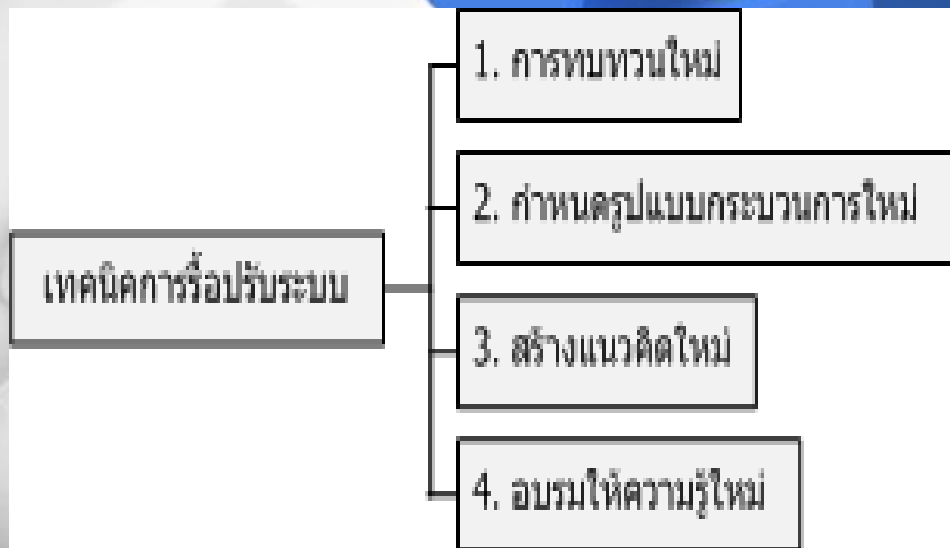 เทคนิคการรื้อปรับระบบ
1. การทบทวนใหม่
2. กำหนดรูปแบบกระบวนการใหม่
3. สร้างแนวคิดใหม่
4. อบรมให้ความรู้ใหม่